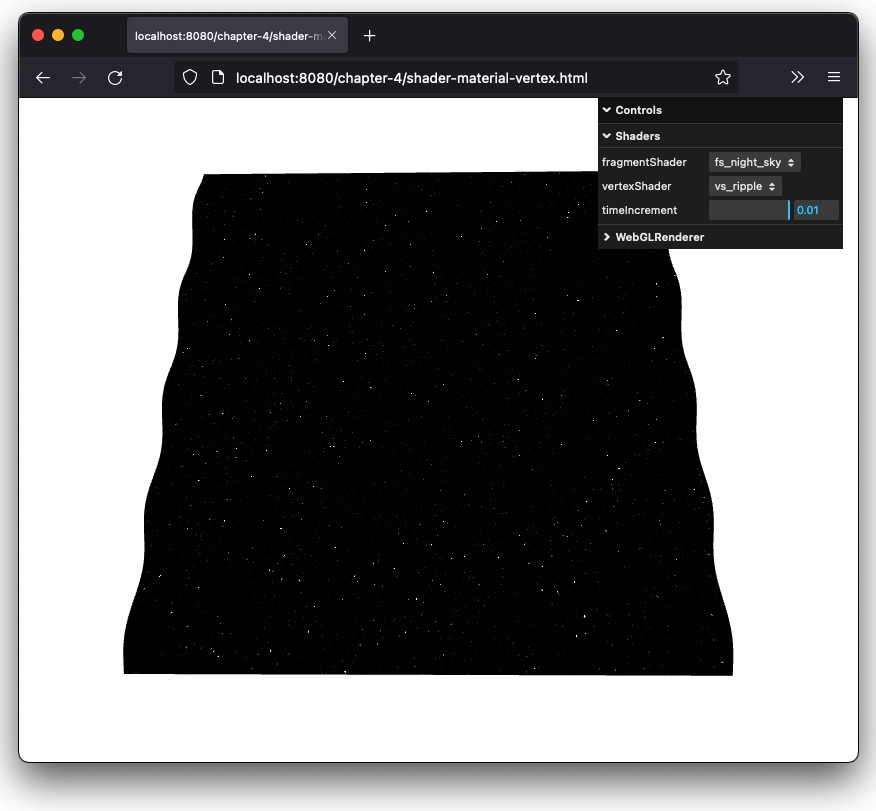 localhost:8080/chapter-4/shader-m
localhost:8080/chapter-4/shader-material-vertex.html
Controls
Shaders
fragmentShader fs_night_sky
vertexShader vs_ripple
timeIncrement 0.01
WebGLRenderer